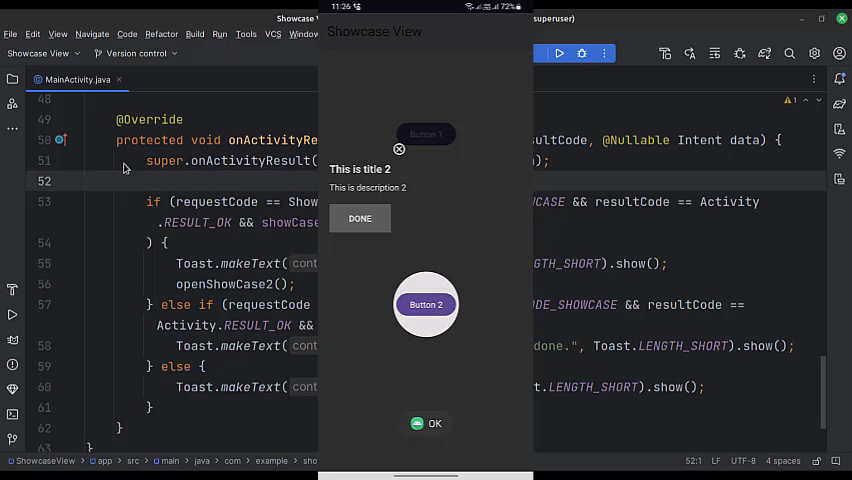 11:26
72%
Showcase V
superuser)
File Edit View Navigate Code Refactor Build Run Tools VCS Window
Showcase View
Showcase View
Version control
MainActivity.java
Button 1
48
49 @Override
50 protected void onActivityRe
sultCode, @Nullable Intent data) {
51 super.onActivityResult(
);
This is title 2
52
This is description 2
53 if (requestCode == Sho
WCASE && resultCode == Activity
.RESULT_OK && showCase
DONE
54 ) {
55 Toast.makeText( cont
GTH_SHORT).show();
56 openShowCase2();
57 } else if (requestCode
DE_SHOWCASE && resultCode ==
Button 2
Activity.RESULT_OK &&
58 Toast.makeText( cont
done.", Toast.LENGTH_SHORT).show();
59 } else {
60 Toast.makeText( cont
t.LENGTH_SHORT).show();
61 }
62 }
63 }
OK
ShowcaseView > app > src > main > java > com > example > sho
52:1 LF UTF-8 4 spaces